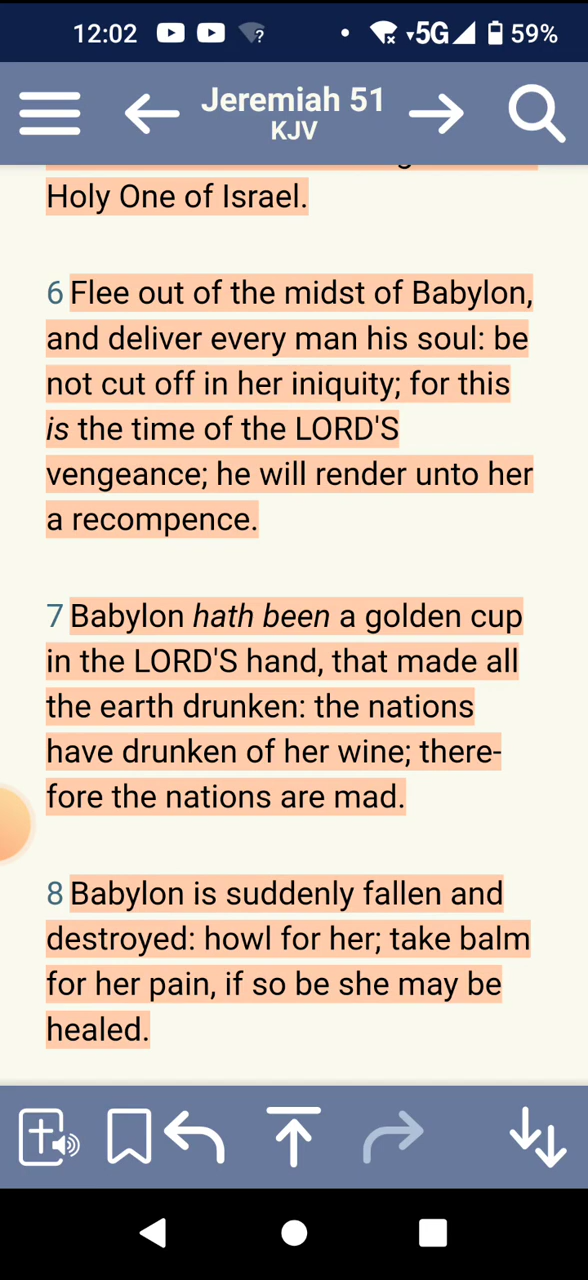 12:02 ? 5G 59%
Jeremiah 51
KJV
Holy One of Israel.
6 Flee out of the midst of Babylon,
and deliver every man his soul: be
not cut off in her iniquity; for this
is the time of the LORD'S
vengeance; he will render unto her
a recompence.
7 Babylon hath been a golden cup
in the LORD'S hand, that made all
the earth drunken: the nations
have drunken of her wine; there-
fore the nations are mad.
8 Babylon is suddenly fallen and
destroyed: howl for her; take balm
for her pain, if so be she may be
healed.